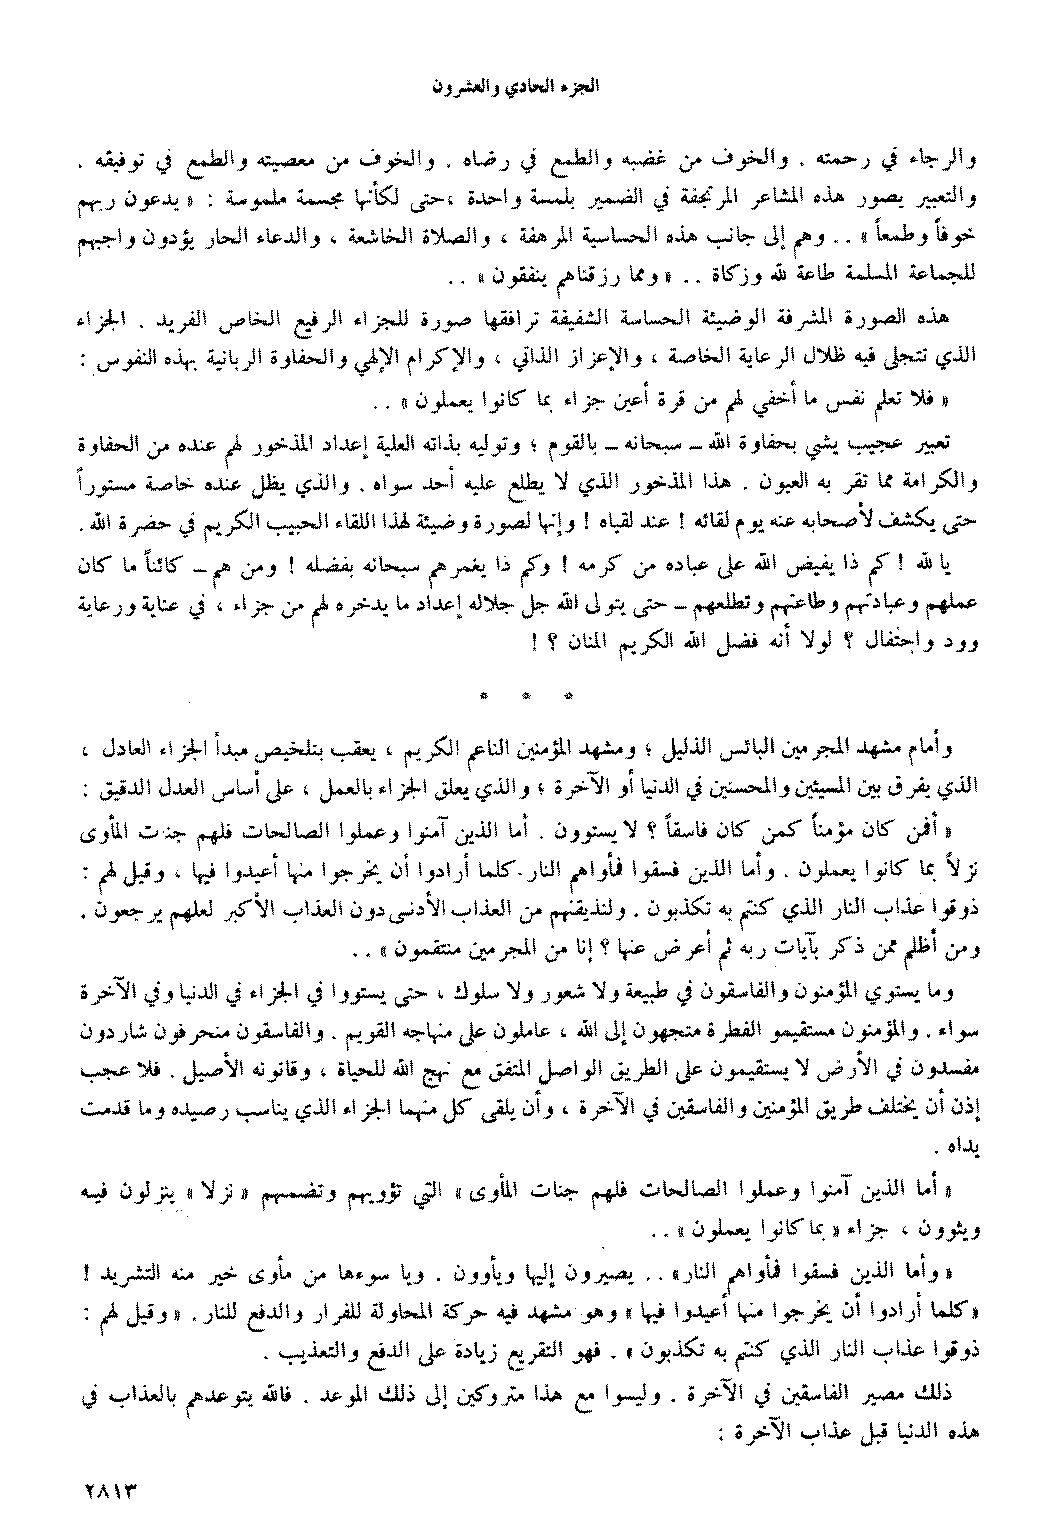 الجزء الحادي والعشرون
والرجاء في رحمته . والخوف من غضبه والطمع في رضاه . والخوف من معصيته والطمع في توفيقه .
والتعبير يصور هذه المشاعر المرتجفة في الضمير بلمسة واحدة ،حتى لكأنها مجسمة ملموسة : « يدعون ربهم
خوفاً وطمعاً » .. وهم إلى جانب هذه الحساسية المرهفة ، والصلاة الخاشعة ، والدعاء الحار يؤدون واجبهم
للجماعة المسلمة طاعة لله وزكاة .. « ومما رزقناهم ينفقون » ..
هذه الصورة المشرفة الوضيئة الحساسة الشفيفة ترافقها صورة للجزاء الرفيع الخاص الفريد . الجزاء
الذي تتجلى فيه ظلال الرعاية الخاصة ، والإعزاز الذاتي ، والإكرام الإلهي والحفاوة الربانية بهذه النفوس :
« فلا تعلم نفس ما أخفي لهم من قرة أعين جزاء بما كانوا يعملون » ..
تعبير عجيب يشي بحفاوة الله – سبحانه – بالقوم ؛ وتوليه بذاته العلية إعداد المذخور لهم عنده من الحفاوة
والكرامة مما تقر به العيون . هذا المذخور الذي لا يطلع عليه أحد سواه . والذي يظل عنده خاصة مستوراً
حتى يكشف لأصحابه عنه يوم لقائه ! عند لقياه ! وإنها لصورة وضيئة لهذا اللقاء الحبيب الكريم في حضرة الله .
يا لله ! كم ذا يفيض الله على عباده من كرمه ! وكم ذا يغمرهم سبحانه بفضله ! ومن هم – كائناً ما كان
عملهم وعبادتهم وطاعتهم وتطلعهم – حتى يتولى الله جل جلاله إعداد ما يدخره لهم من جزاء ، في عناية ورعاية
وود واحتفال ؟ لولا أنه فضل الله الكريم المنان ؟ !
* * *
وأمام مشهد المجرمين البائس الذليل ؛ ومشهد المؤمنين الناعم الكريم ، يعقب بتلخيص مبدأ الجزاء العادل ،
الذي يفرق بين المسيئين والمحسنين في الدنيا أو الآخرة ؛ والذي يعلق الجزاء بالعمل ، على أساس العدل الدقيق :
« أفمن كان مؤمناً كمن كان فاسقاً ؟ لا يستوون . أما الذين آمنوا وعملوا الصالحات فلهم جنت المأوى
نزلاً بما كانوا يعملون . وأما الذين فسقوا فمأواهم النار.كلما أرادوا أن يخرجوا منها أعيدوا فيها ، وقيل لهم :
ذوقوا عذاب النار الذي كنتم به تكذبون . ولنذيقنهم من العذاب الأدنى دون العذاب الأكبر لعلهم يرجعون .
ومن أظلم ممن ذكر بآيات ربه ثم أعرض عنها ؟ إنا من المجرمين منتقمون » ..
وما يستوي المؤمنون والفاسقون في طبيعة ولا شعور ولا سلوك ، حتى يستووا في الجزاء في الدنيا وفي الآخرة
سواء . والمؤمنون مستقيمو الفطرة متجهون إلى الله ، عاملون على منهاجه القويم . والفاسقون منحرفون شاردون
مفسدون في الأرض لا يستقيمون على الطريق الواصل المتفق مع نهج الله للحياة ، وقانونه الأصيل . فلا عجب
إذن أن يختلف طريق المؤمنين والفاسقين في الآخرة ، وأن يلقى كل منهما الجزاء الذي يناسب رصيده وما قدمت
يداه .
« أما الذين آمنوا وعملوا الصالحات فلهم جنات المأوى » التي تؤويهم وتضمهم « نزلا » ينزلون فيه
ويثوون ، جزاء « بما كانوا يعملون » ..
« وأما الذين فسقوا فمأواهم النار» .. يصيرون إليها ويأوون . ويا سوءها من مأوى خير منه التشريد !
«كلما أرادوا أن يخرجوا منها أعيدوا فيها » وهو مشهد فيه حركة المحاولة للفرار والدفع للنار . « وقيل لهم :
ذوقوا عذاب النار الذي كنتم به تكذبون » . فهو التقريع زيادة على الدفع والتعذيب .
ذلك مصير الفاسقين في الآخرة . وليسوا مع هذا متروكين إلى ذلك الموعد . فالله يتوعدهم بالعذاب في
هذه الدنيا قبل عذاب الآخرة :
٢٨١٣